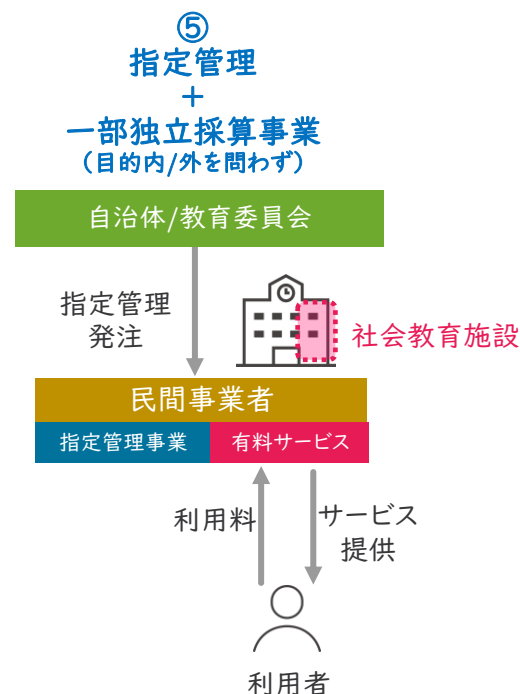 ⑤
指定管理
+
一部独立採算事業
(目的内/外を問わず)
自治体/教育委員会
指定管理
発注
社会教育施設
民間事業者
指定管理事業
有料サービス
利用料
サービス
提供
利用者